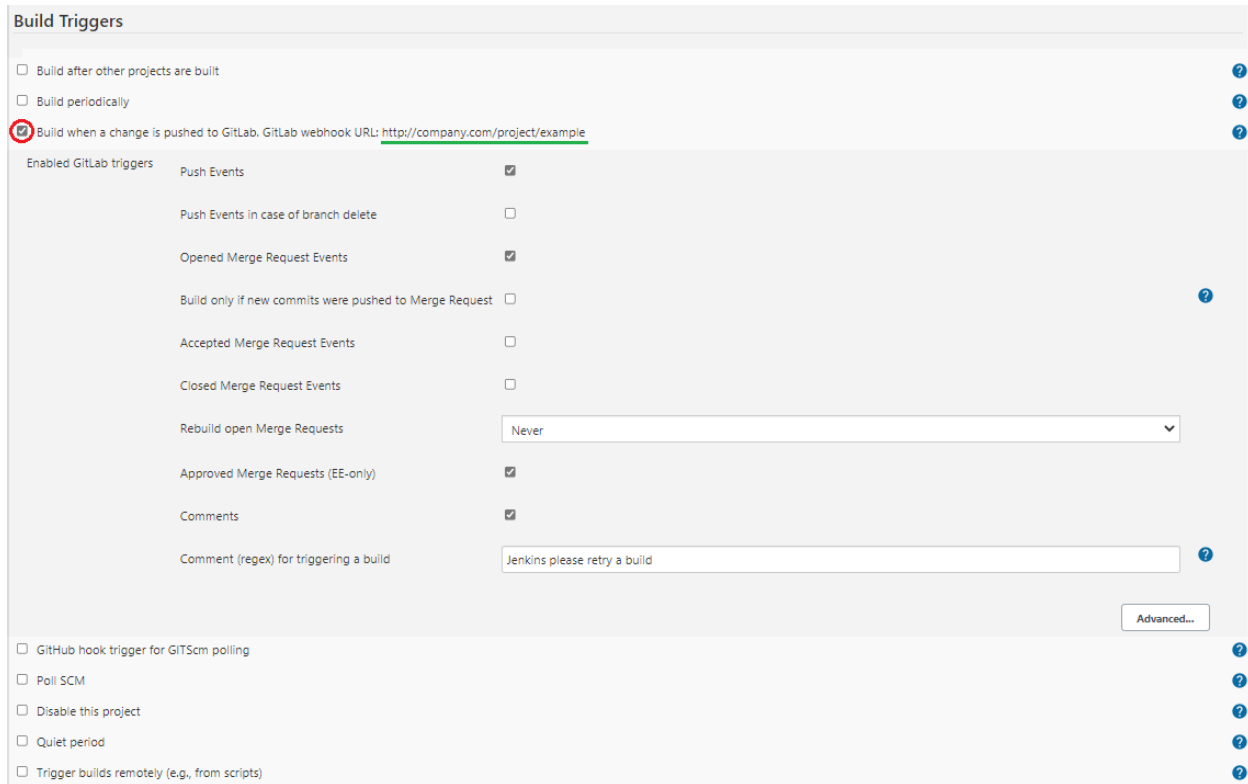 Build Triggers
Build after other projects are built
Build periodically
Build when a change is pushed to GitLab. GitLab webhook URL: http://company.com/project/example
Enabled GitLab triggers
Push Events
Push Events in case of branch delete
Opened Merge Request Events
Build only if new commits were pushed to Merge Request
Accepted Merge Request Events
Closed Merge Request Events
Rebuild open Merge Requests Never
Approved Merge Requests (EE-only)
Comments
Comment (regex) for triggering a build Jenkins please retry a build
Advanced...
GitHub hook trigger for GITScm polling
Poll SCM
Disable this project
Quiet period
Trigger builds remotely (e.g., from scripts)